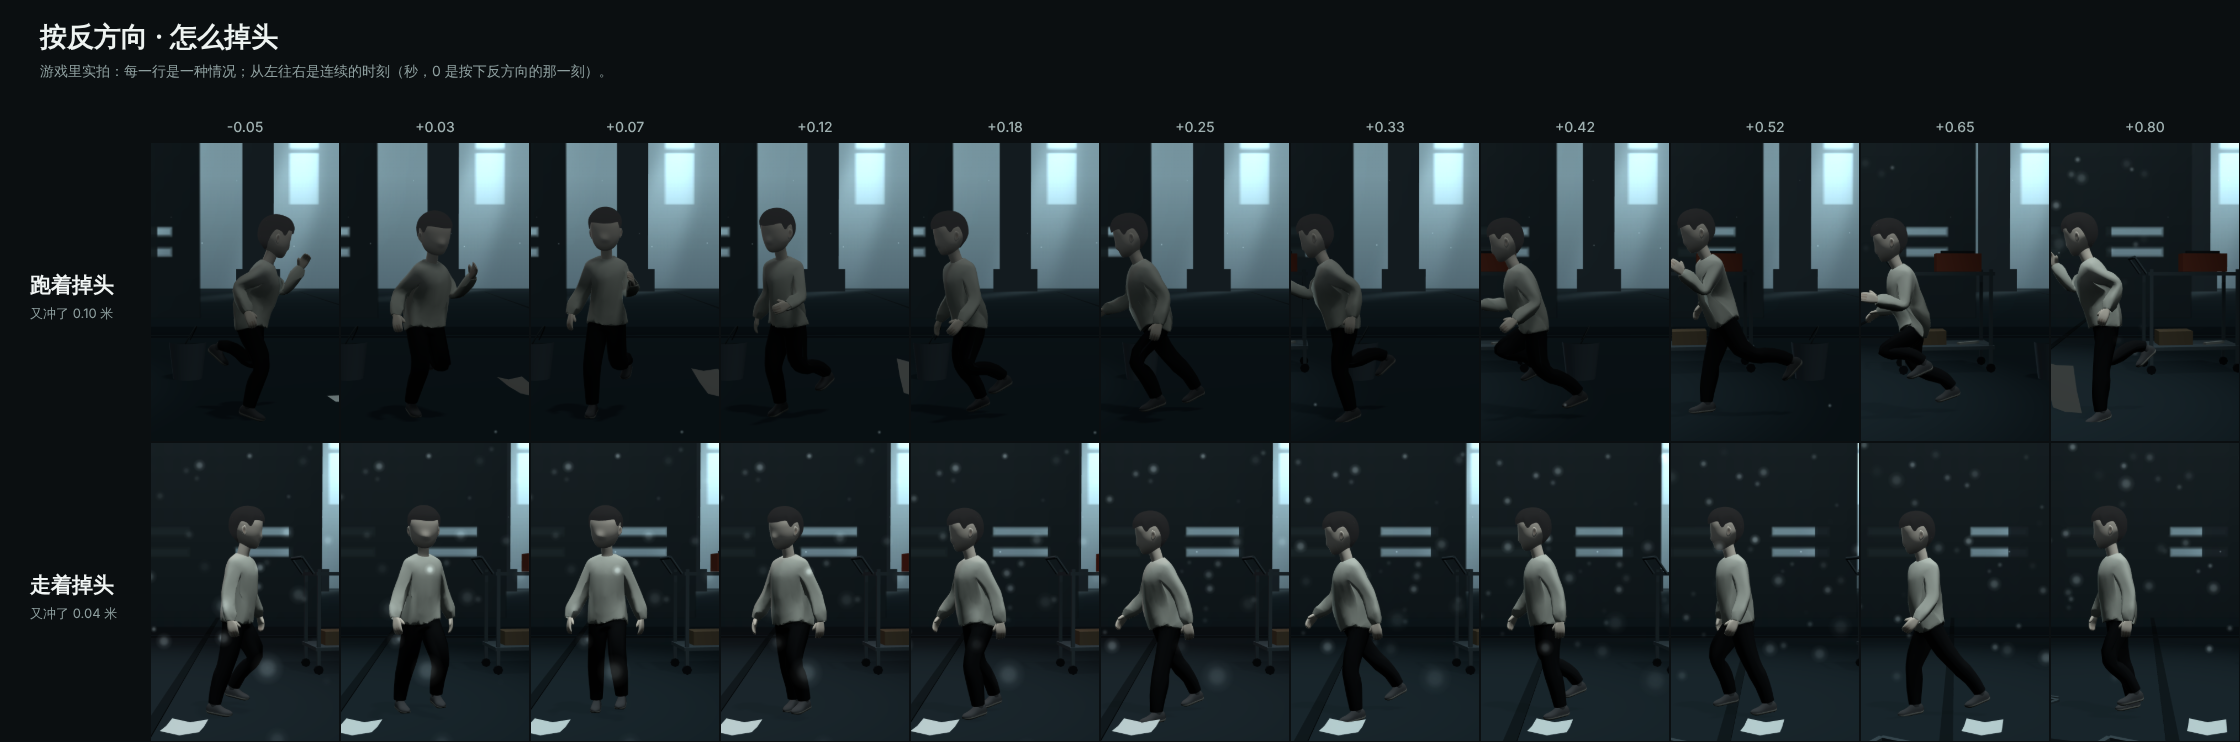 按反方向 · 怎么掉头
游戏里实拍：每一行是一种情况；从左往右是连续的时刻（秒，0 是按下反方向的那一刻）。
-0.05 +0.03 +0.07 +0.12 +0.18 +0.25 +0.33 +0.42 +0.52 +0.65 +0.80
跑着掉头
又冲了 0.10 米
走着掉头
又冲了 0.04 米